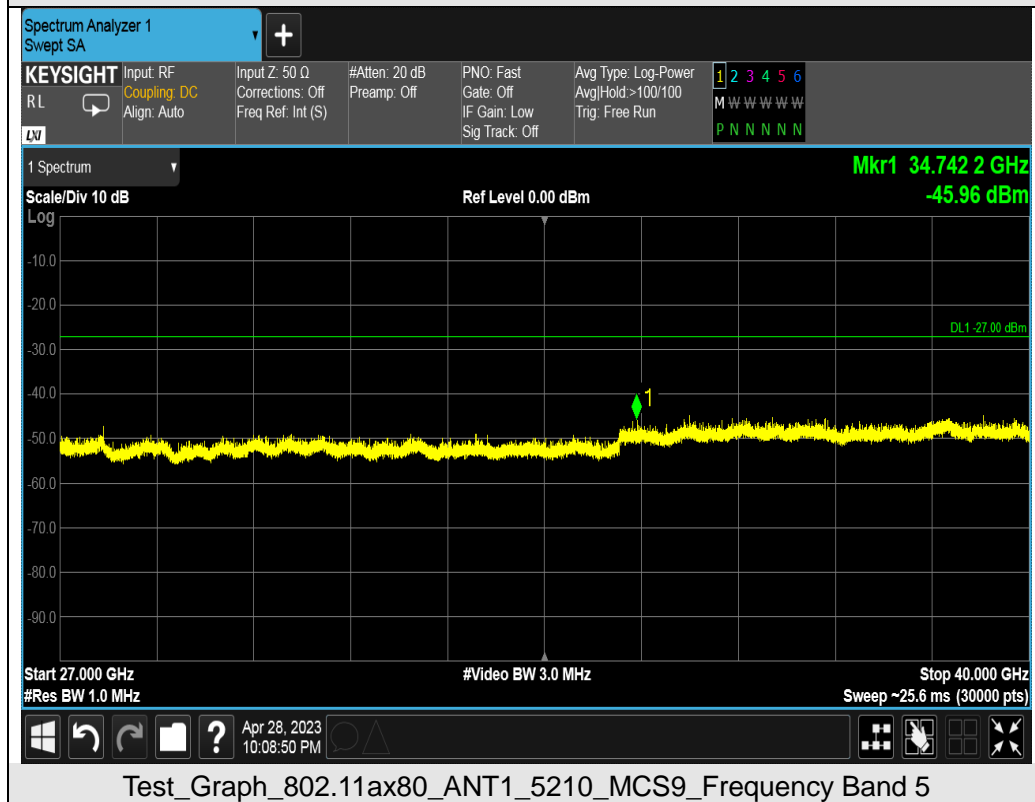 Spectrum Analyzer 1
Swept SA
KEYSIGHT
RL
LXI
Input: RF
Coupling: DC
Align: Auto
Input Z: 50 Ω
Corrections: Off
Freq Ref: Int (S)
#Atten: 20 dB
Preamp: Off
PNO: Fast
Gate: Off
IF Gain: Low
Sig Track: Off
Avg Type: Log-Power
Avg|Hold:>100/100
Trig: Free Run
1 2 3 4 5 6
M W W W W W
P N N N N N
1 Spectrum
Mkr1 34.742 2 GHz
-45.96 dBm
Scale/Div 10 dB
Ref Level 0.00 dBm
Log
-10.0
-20.0
DL1 -27.00 dBm
-30.0
-40.0
1
-50.0
-60.0
-70.0
-80.0
-90.0
Start 27.000 GHz
#Video BW 3.0 MHz
Stop 40.000 GHz
#Res BW 1.0 MHz
Sweep ~25.6 ms (30000 pts)
?
Apr 28, 2023
10:08:50 PM
Test_Graph_802.11ax80_ANT1_5210_MCS9_Frequency Band 5